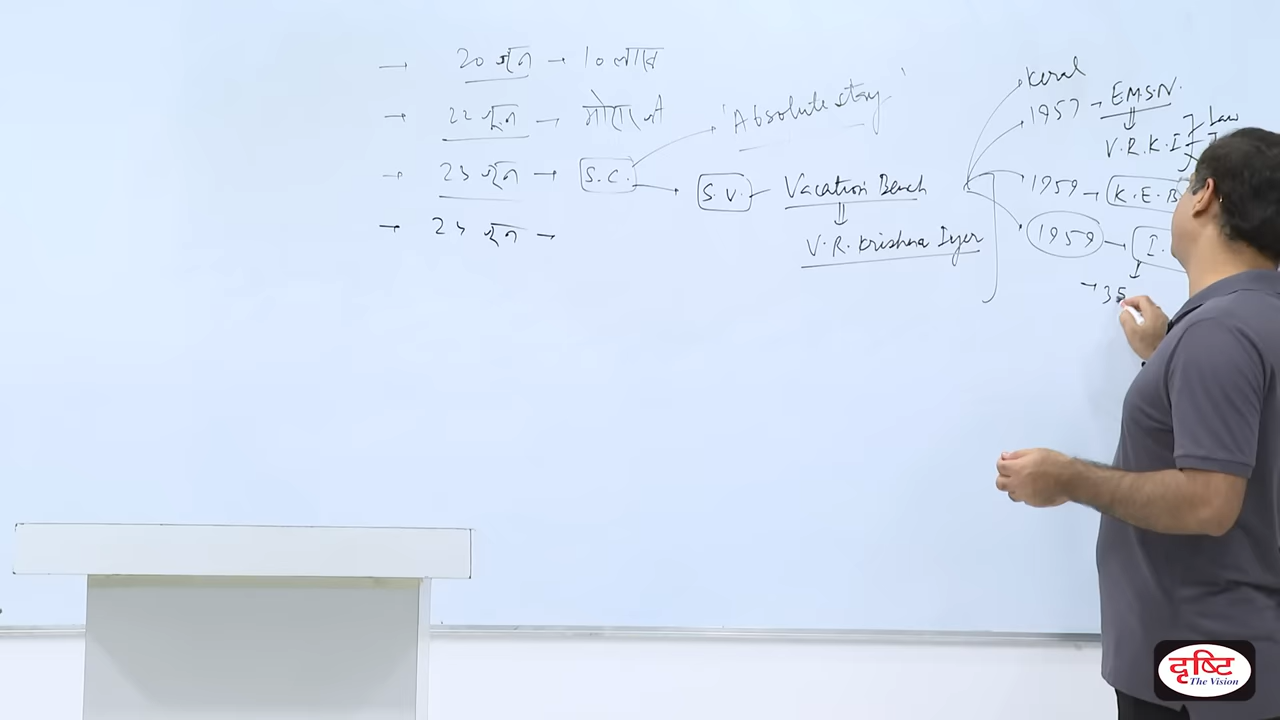 → 20 जून → 10 लाख
→ 22 जून → मोरारजी
→ 23 जून → S.C. → 'Absolute stay'
→ S.V. – Vacation Bench
⇓
V.R. Krishna Iyer
→ 24 जून →
Keral
1957 → E.M.S.N.
⇓
V.R.K.I – Law
1959 → K.E.B
1959 → I.
↓
→ 35
दृष्टि
The Vision